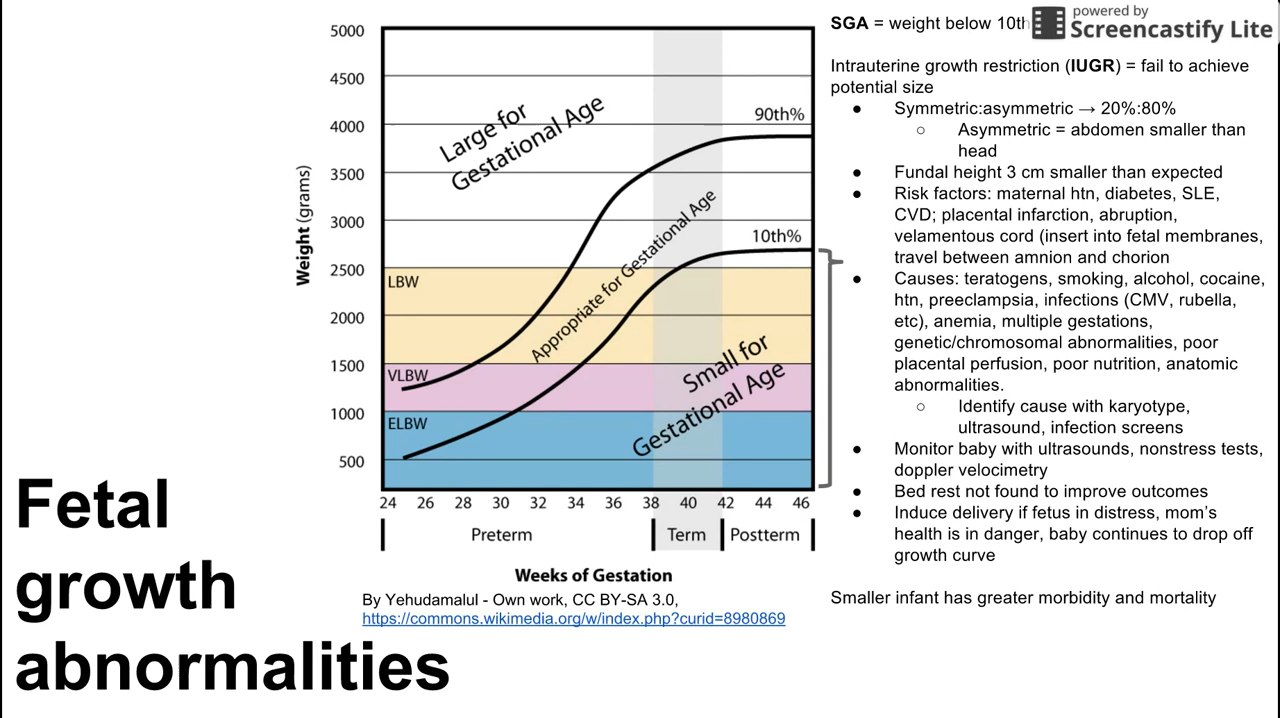 Fetal
growth
abnormalities
5000
4500
4000
3500
3000
2500
2000
1500
1000
500
Weight (grams)
Large for
Gestational Age
90th%
Appropriate for Gestational Age
10th%
LBW
VLBW
ELBW
Small for
Gestational Age
24 26 28 30 32 34 36 38 40 42 44 46
Preterm Term Postterm
Weeks of Gestation
By Yehudamalul - Own work, CC BY-SA 3.0,
https://commons.wikimedia.org/w/index.php?curid=8980869
SGA = weight below 10th
powered by
Screencastify Lite
Intrauterine growth restriction (IUGR) = fail to achieve
potential size
● Symmetric:asymmetric → 20%:80%
○ Asymmetric = abdomen smaller than
head
● Fundal height 3 cm smaller than expected
● Risk factors: maternal htn, diabetes, SLE,
CVD; placental infarction, abruption,
velamentous cord (insert into fetal membranes,
travel between amnion and chorion
● Causes: teratogens, smoking, alcohol, cocaine,
htn, preeclampsia, infections (CMV, rubella,
etc), anemia, multiple gestations,
genetic/chromosomal abnormalities, poor
placental perfusion, poor nutrition, anatomic
abnormalities.
○ Identify cause with karyotype,
ultrasound, infection screens
● Monitor baby with ultrasounds, nonstress tests,
doppler velocimetry
● Bed rest not found to improve outcomes
● Induce delivery if fetus in distress, mom's
health is in danger, baby continues to drop off
growth curve
Smaller infant has greater morbidity and mortality